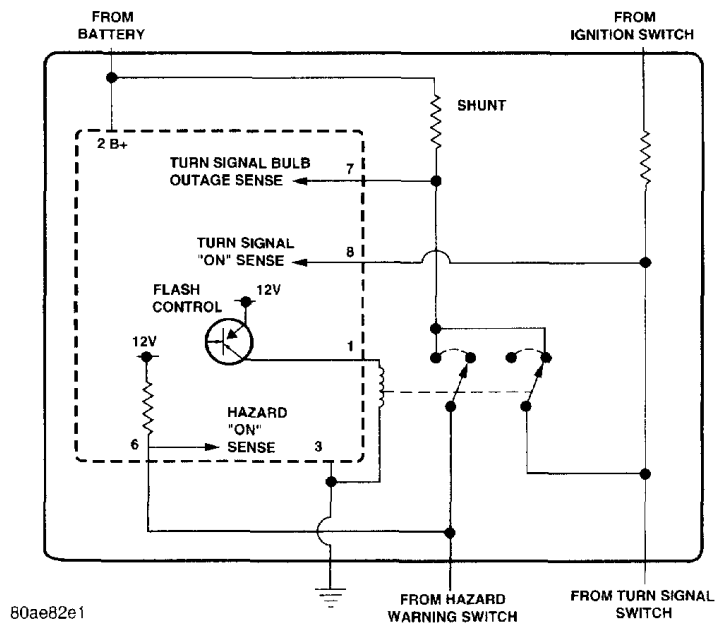 FROM
BATTERY
FROM
IGNITION SWITCH
SHUNT
2 B+
TURN SIGNAL BULB
OUTAGE SENSE
7
TURN SIGNAL
"ON" SENSE
8
FLASH
CONTROL
12V
12V
1
HAZARD
"ON"
SENSE
6
3
FROM HAZARD
WARNING SWITCH
FROM TURN SIGNAL
SWITCH
80ae82e1